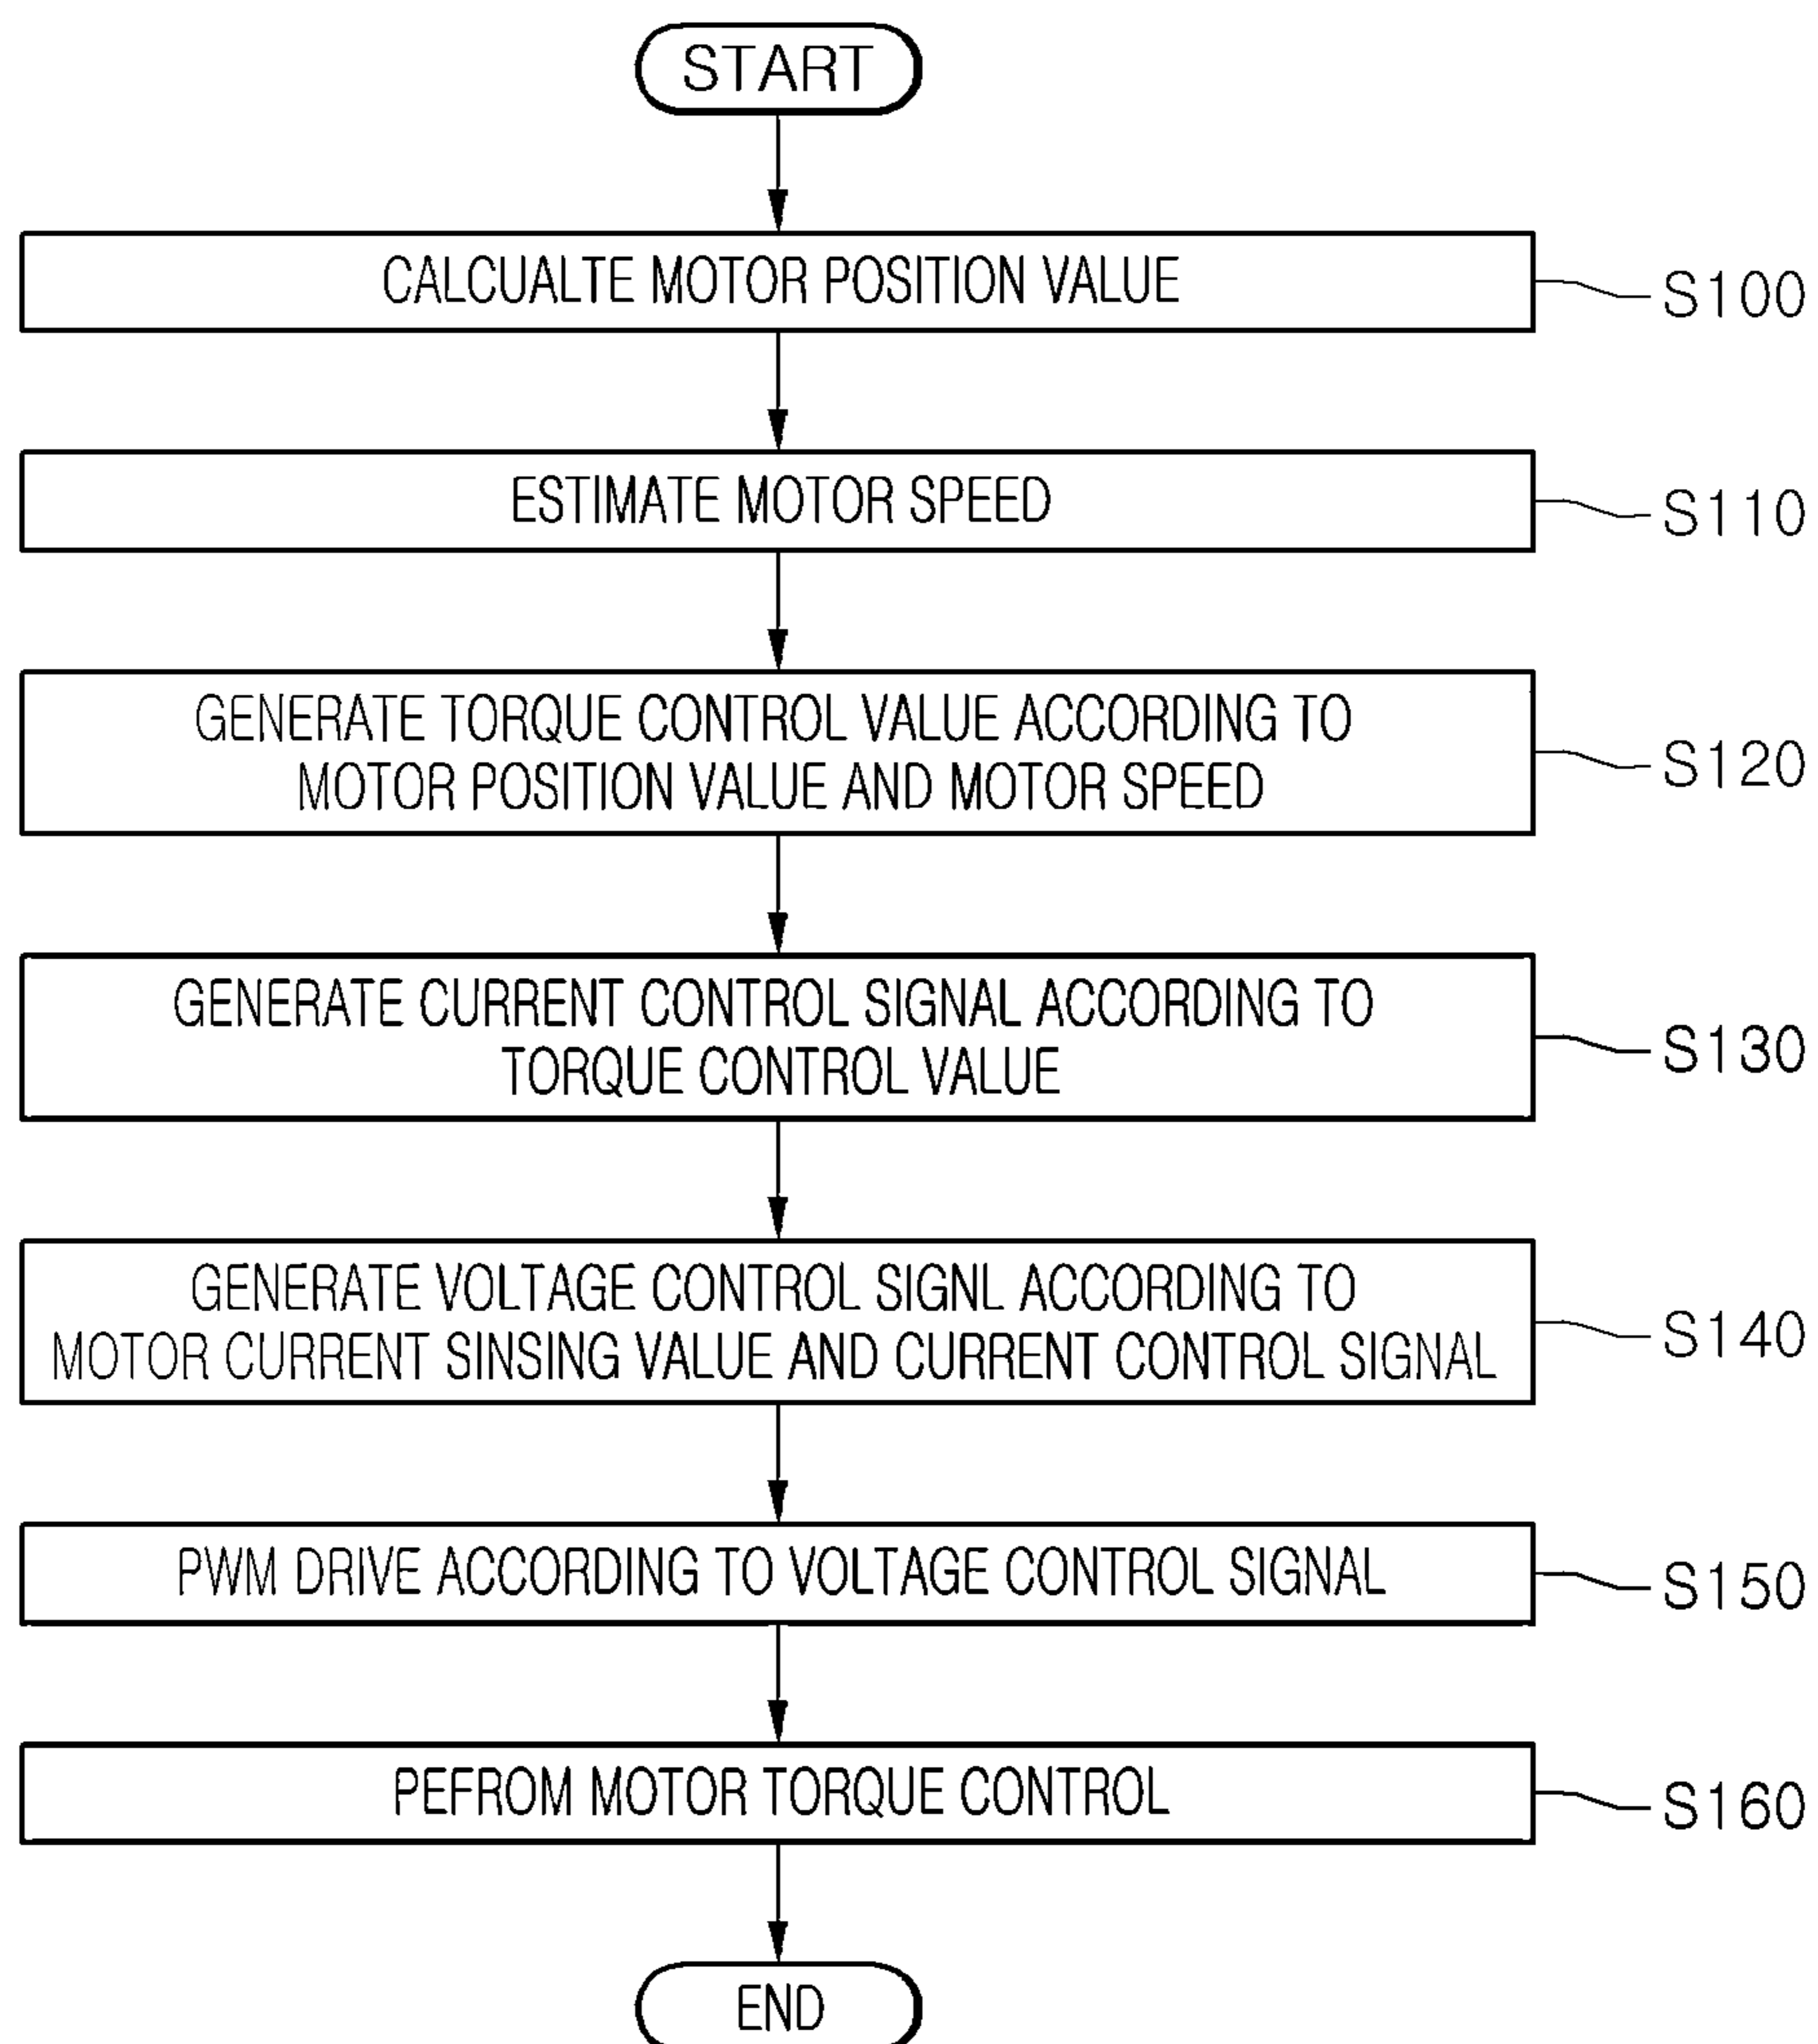 START
CALCUALTE MOTOR POSITION VALUE
S100
ESTIMATE MOTOR SPEED
S110
GENERATE TORQUE CONTROL VALUE ACCORDING TO
MOTOR POSITION VALUE AND MOTOR SPEED
S120
GENERATE CURRENT CONTROL SIGNAL ACCORDING TO
TORQUE CONTROL VALUE
S130
GENERATE VOLTAGE CONTROL SIGNL ACCORDING TO
MOTOR CURRENT SINSING VALUE AND CURRENT CONTROL SIGNAL
S140
PWM DRIVE ACCORDING TO VOLTAGE CONTROL SIGNAL
S150
PEFROM MOTOR TORQUE CONTROL
S160
END